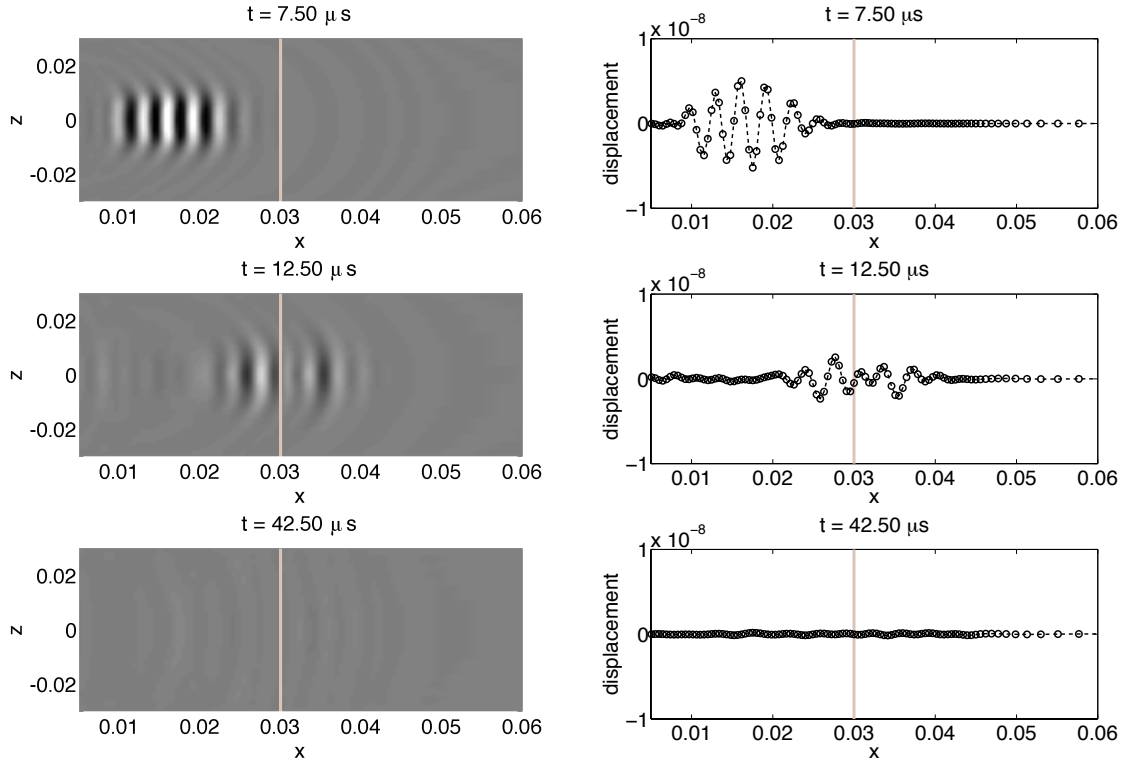 t = 7.50 μ s
0.02
0
-0.02
z
0.01 0.02 0.03 0.04 0.05 0.06
x
t = 7.50 μs
1 x 10⁻⁸
0
−1
displacement
0.01 0.02 0.03 0.04 0.05 0.06
x
t = 12.50 μ s
0.02
0
-0.02
z
0.01 0.02 0.03 0.04 0.05 0.06
x
t = 12.50 μs
1 x 10⁻⁸
0
−1
displacement
0.01 0.02 0.03 0.04 0.05 0.06
x
t = 42.50 μ s
0.02
0
-0.02
z
0.01 0.02 0.03 0.04 0.05 0.06
x
t = 42.50 μs
1 x 10⁻⁸
0
−1
displacement
0.01 0.02 0.03 0.04 0.05 0.06
x